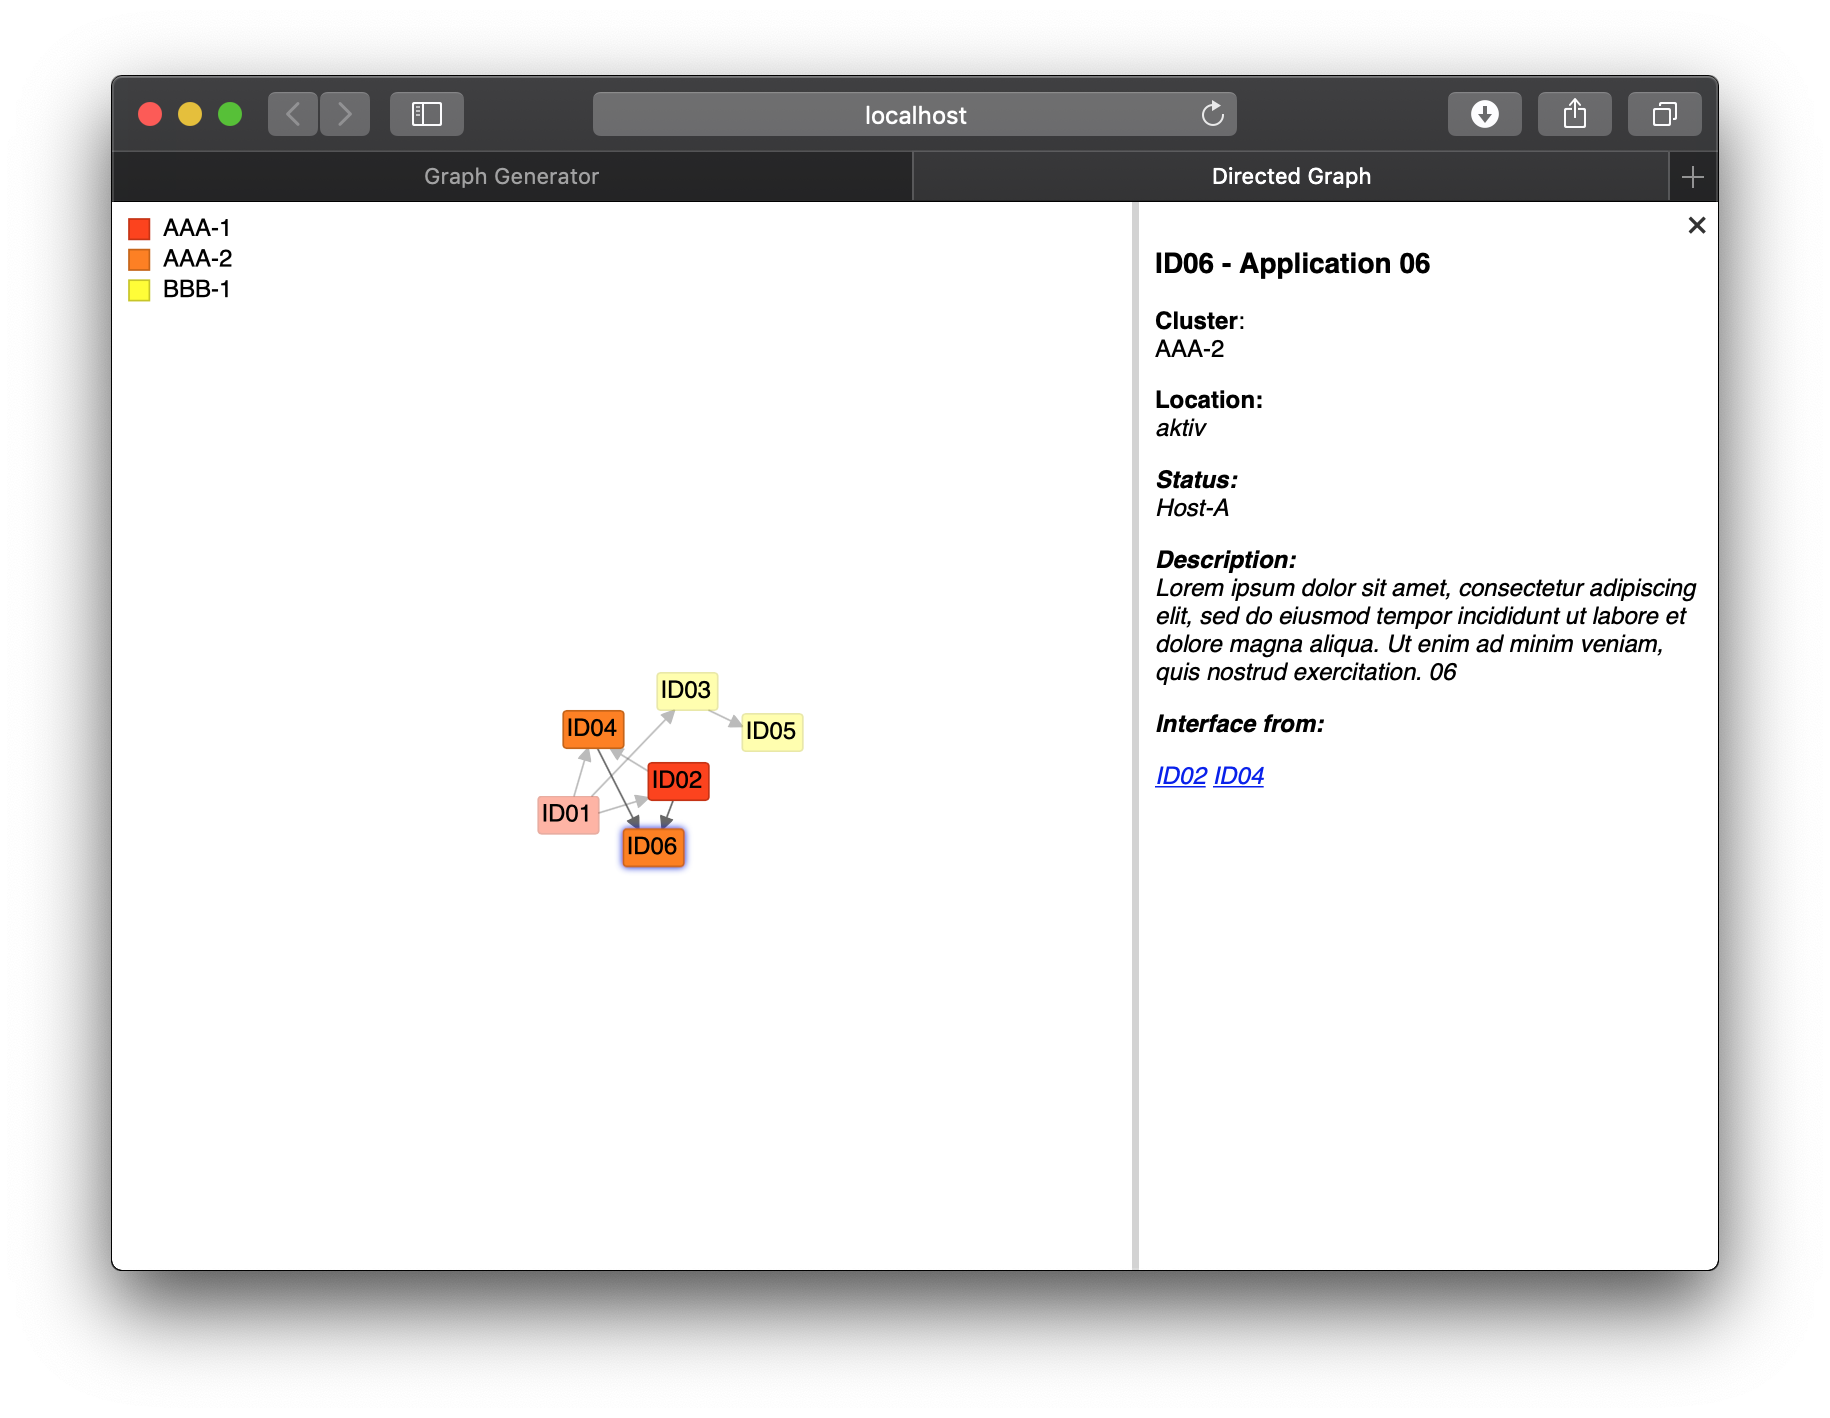 localhost
Graph Generator
Directed Graph
AAA-1
AAA-2
BBB-1
ID03
ID04
ID05
ID02
ID01
ID06
ID06 - Application 06
Cluster:
AAA-2
Location:
aktiv
Status:
Host-A
Description:
Lorem ipsum dolor sit amet, consectetur adipiscing
elit, sed do eiusmod tempor incididunt ut labore et
dolore magna aliqua. Ut enim ad minim veniam,
quis nostrud exercitation. 06
Interface from:
ID02 ID04